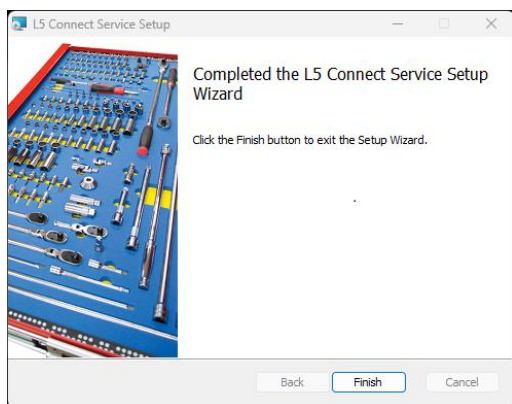 L5 Connect Service Setup
Completed the L5 Connect Service Setup
Wizard
Click the Finish button to exit the Setup Wizard.
Back
Finish
Cancel